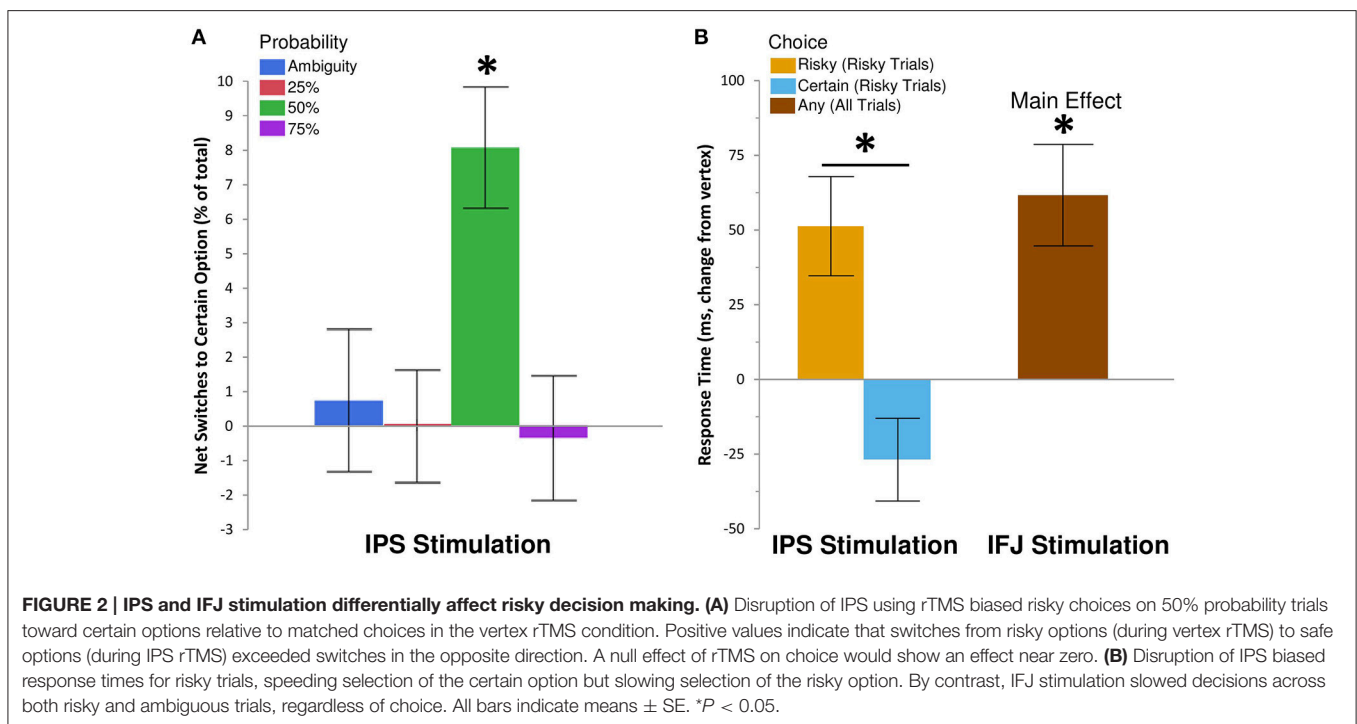 A
Probability
Ambiguity
25%
50%
75%
Net Switches to Certain Option (% of total)
10
9
8
7
6
5
4
3
2
1
0
-1
-2
-3
*
IPS Stimulation
B
Choice
Risky (Risky Trials)
Certain (Risky Trials)
Any (All Trials)
Response Time (ms, change from vertex)
100
75
50
25
0
-25
-50
*
Main Effect
*
IPS Stimulation
IFJ Stimulation
FIGURE 2 | IPS and IFJ stimulation differentially affect risky decision making. (A) Disruption of IPS using rTMS biased risky choices on 50% probability trials
toward certain options relative to matched choices in the vertex rTMS condition. Positive values indicate that switches from risky options (during vertex rTMS) to safe
options (during IPS rTMS) exceeded switches in the opposite direction. A null effect of rTMS on choice would show an effect near zero. (B) Disruption of IPS biased
response times for risky trials, speeding selection of the certain option but slowing selection of the risky option. By contrast, IFJ stimulation slowed decisions across
both risky and ambiguous trials, regardless of choice. All bars indicate means ± SE. *P < 0.05.